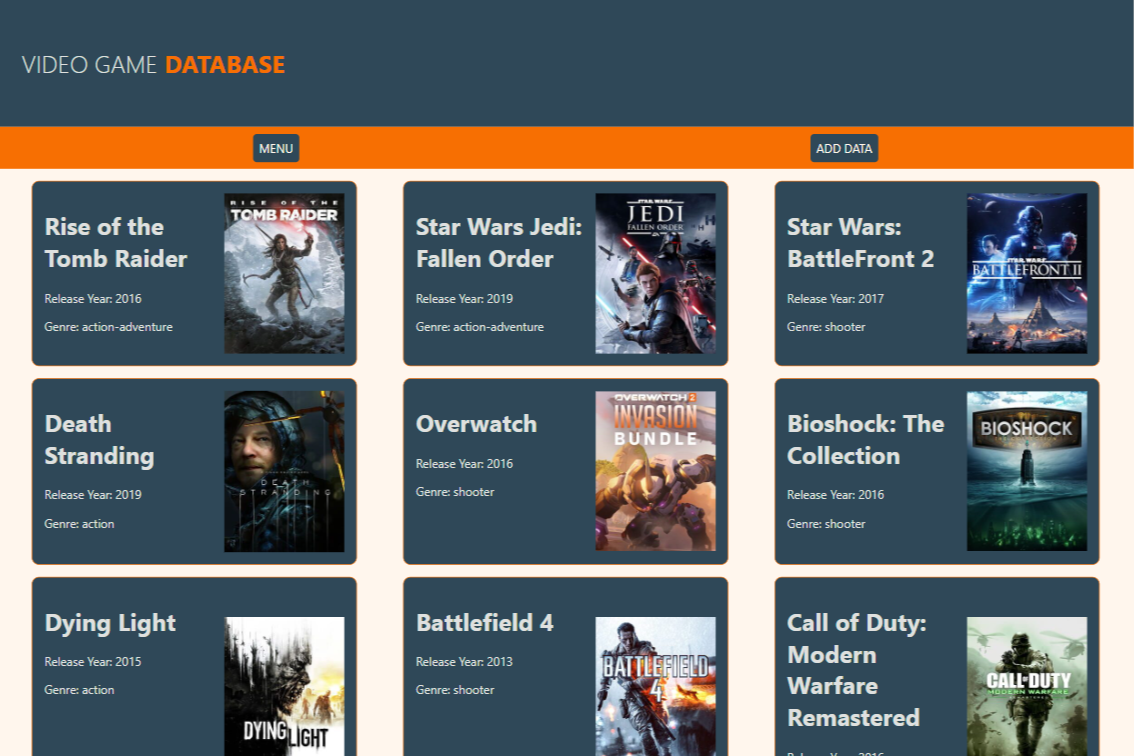 VIDEO GAME DATABASE
MENU
ADD DATA
Rise of the
Tomb Raider
Release Year: 2016
Genre: action-adventure
RISE OF THE
TOMB RAIDER
Star Wars Jedi:
Fallen Order
Release Year: 2019
Genre: action-adventure
STAR WARS
JEDI
FALLEN ORDER
Star Wars:
BattleFront 2
Release Year: 2017
Genre: shooter
STAR WARS
BATTLEFRONT II
Death
Stranding
Release Year: 2019
Genre: action
DEATH
STRANDING
Overwatch
Release Year: 2016
Genre: shooter
OVERWATCH 2
INVASION
BUNDLE
Bioshock: The
Collection
Release Year: 2016
Genre: shooter
BIOSHOCK
Dying Light
Release Year: 2015
Genre: action
DYING LIGHT
Battlefield 4
Release Year: 2013
Genre: shooter
BATTLEFIELD
4
Call of Duty:
Modern
Warfare
Remastered
Release Year: 2016
CALL OF DUTY
MODERN WARFARE